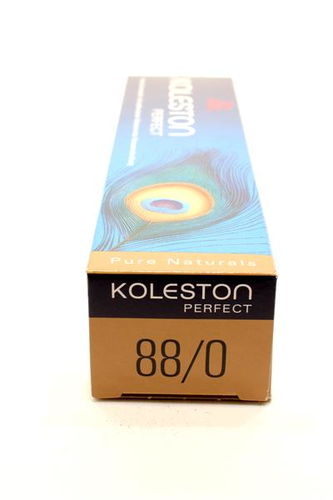 KOLESTON
PERFECT
Pure Naturals
KOLESTON
PERFECT
88/0